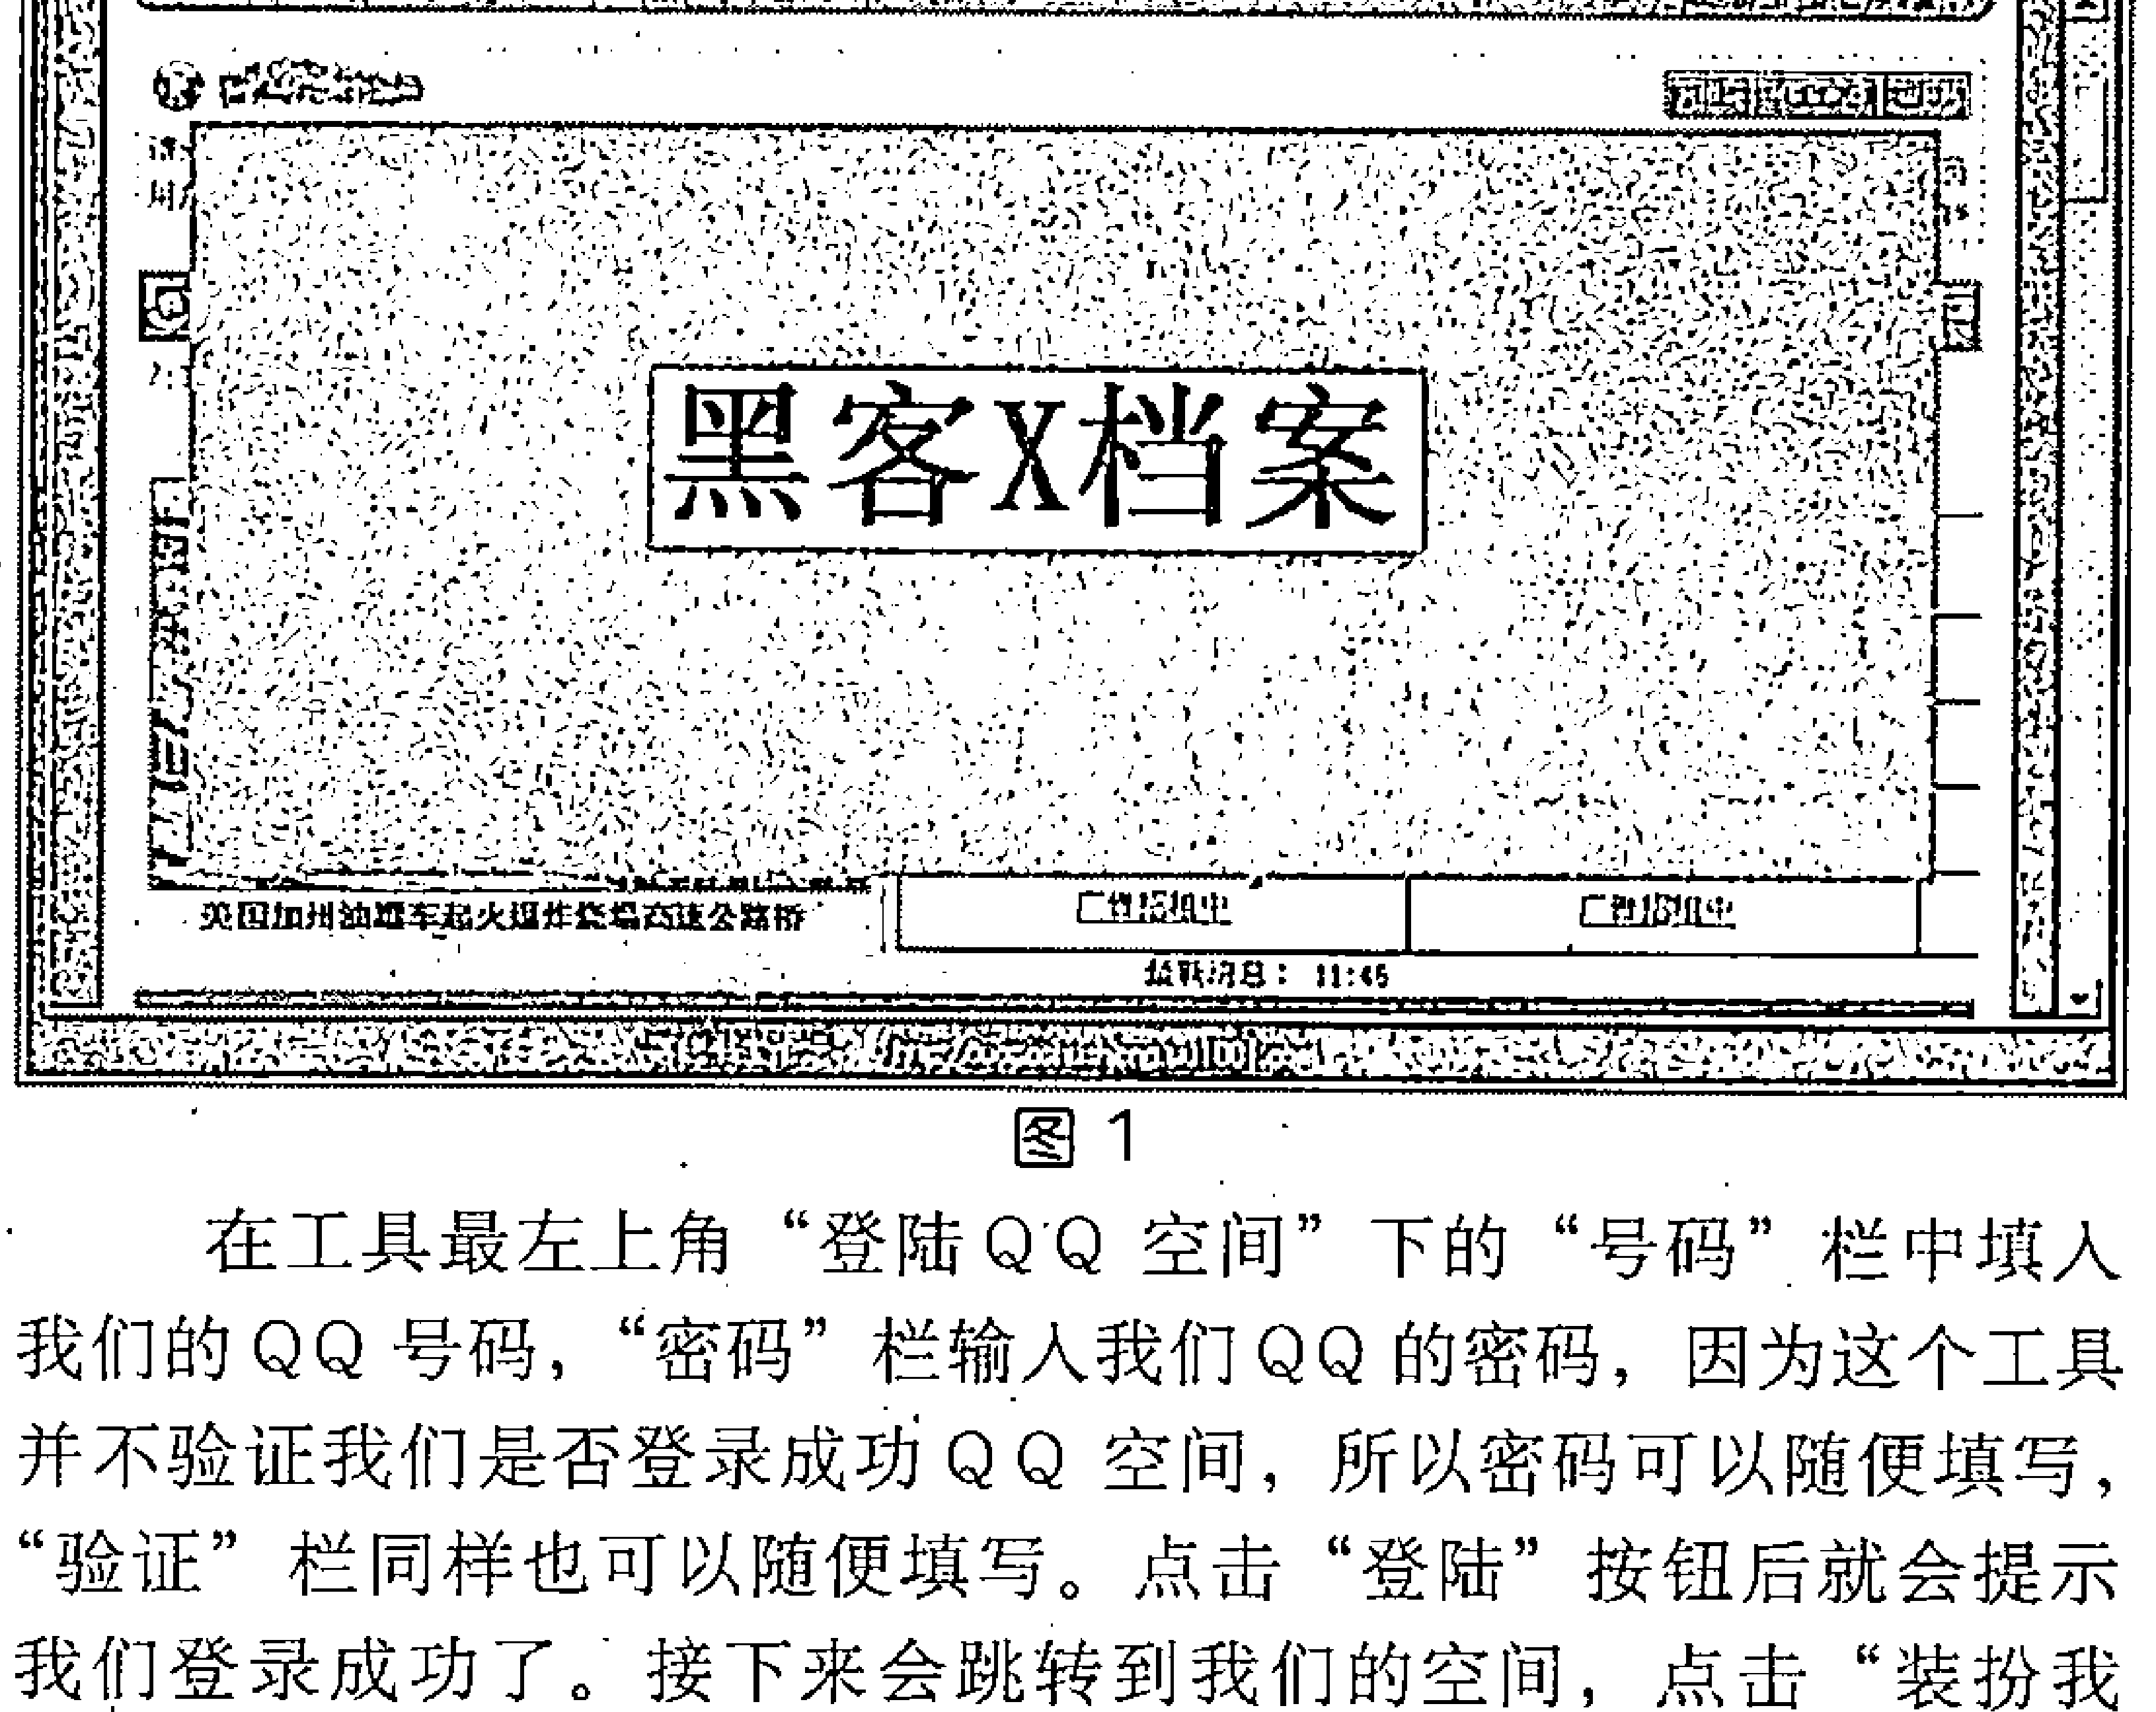 黑客X档案
美国加州油罐车起火爆炸烧塌高速公路桥
广告招租中
广告招租中
11:45
图 1
在工具最左上角“登陆QQ 空间”下的“号码”栏中填入
我们的QQ 号码，“密码”栏输入我们QQ 的密码，因为这个工具
并不验证我们是否登录成功QQ 空间，所以密码可以随便填写，
“验证”栏同样也可以随便填写。点击“登陆”按钮后就会提示
我们登录成功了。接下来会跳转到我们的空间，点击“装扮我